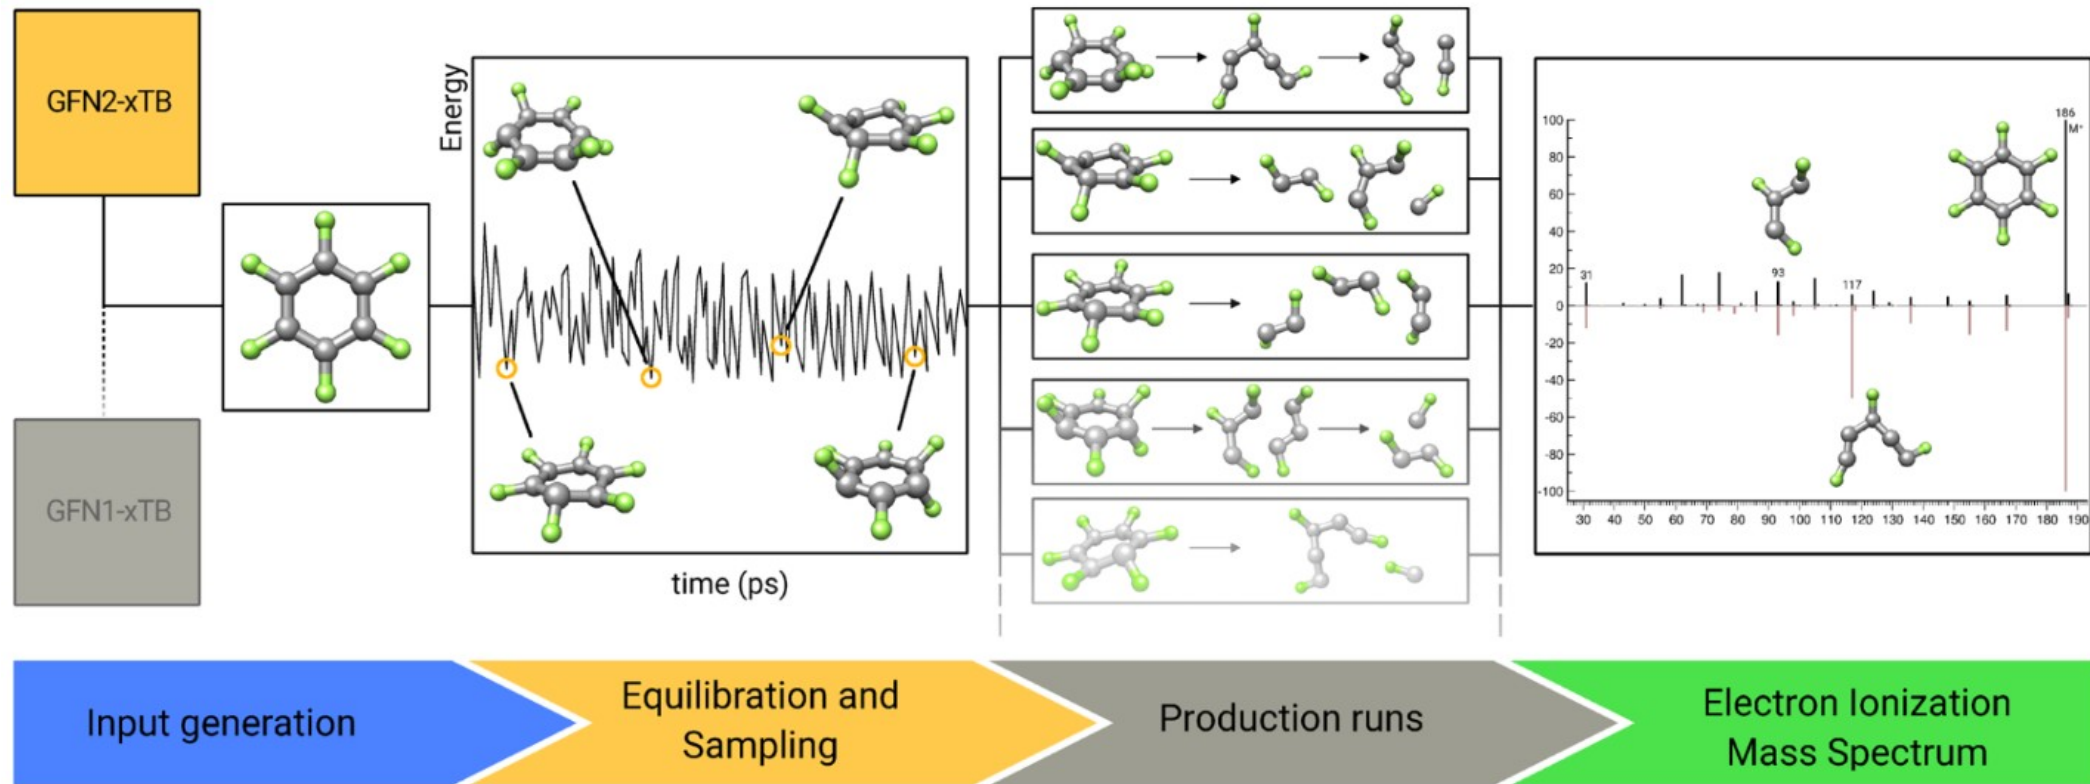 GFN2-xTB
GFN1-xTB
Energy
time (ps)
186
M⁺
31
93
117
100
80
60
40
20
0
-20
-40
-60
-80
-100
30 40 50 60 70 80 90 100 110 120 130 140 150 160 170 180 190
Input generation
Equilibration and
Sampling
Production runs
Electron Ionization
Mass Spectrum